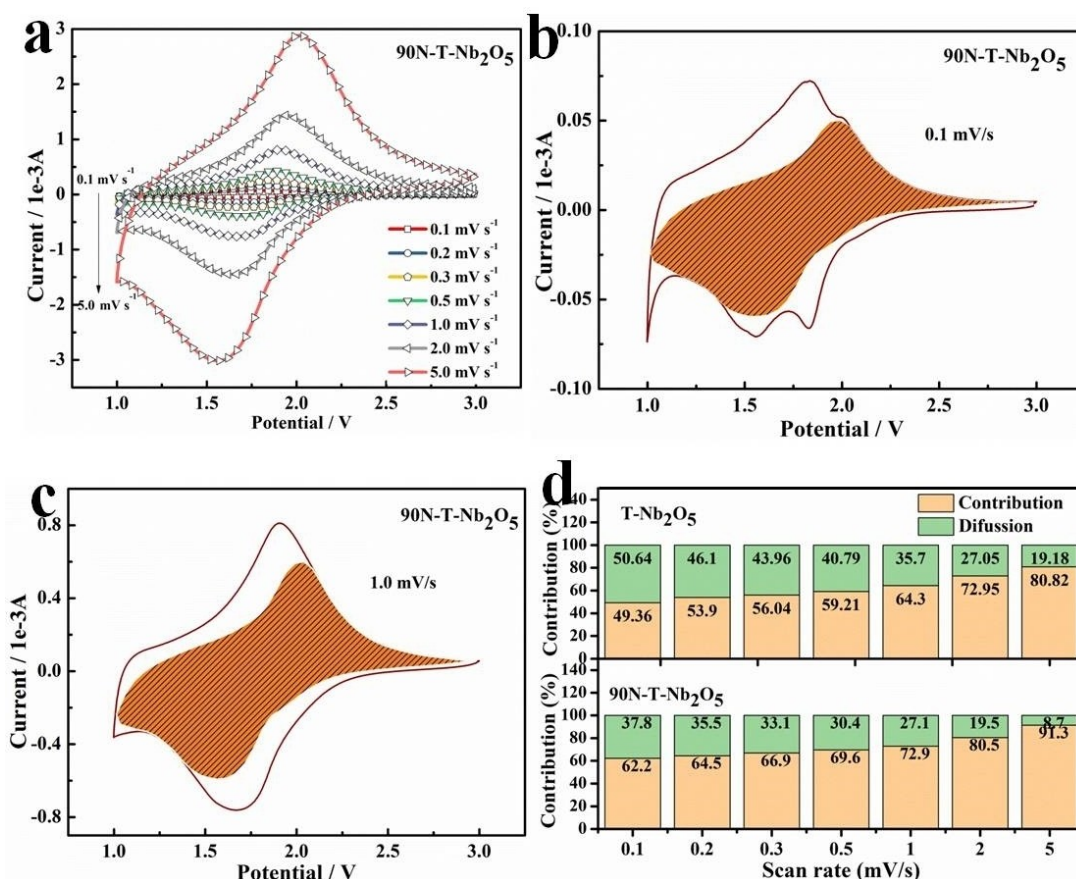 a
90N-T-Nb₂O₅
3
2
1
0
-1
-2
-3
Current / 1e-3A
0.1 mV s⁻¹
5.0 mV s⁻¹
0.1 mV s⁻¹
0.2 mV s⁻¹
0.3 mV s⁻¹
0.5 mV s⁻¹
1.0 mV s⁻¹
2.0 mV s⁻¹
5.0 mV s⁻¹
1.0 1.5 2.0 2.5 3.0
Potential / V
b
90N-T-Nb₂O₅
0.1 mV/s
0.10
0.05
0.00
-0.05
-0.10
Current / 1e-3A
1.0 1.5 2.0 2.5 3.0
Potential / V
c
90N-T-Nb₂O₅
1.0 mV/s
0.8
0.4
0.0
-0.4
-0.8
Current / 1e-3A
1.0 1.5 2.0 2.5 3.0
Potential / V
d
T-Nb₂O₅
Contribution
Difussion
Contribution (%)
140
120
100
80
60
40
20
0
50.64 46.1 43.96 40.79 35.7 27.05 19.18
49.36 53.9 56.04 59.21 64.3 72.95 80.82
90N-T-Nb₂O₅
Contribution (%)
140
120
100
80
60
40
20
0
37.8 35.5 33.1 30.4 27.1 19.5 8.7
62.2 64.5 66.9 69.6 72.9 80.5 91.3
0.1 0.2 0.3 0.5 1 2 5
Scan rate (mV/s)